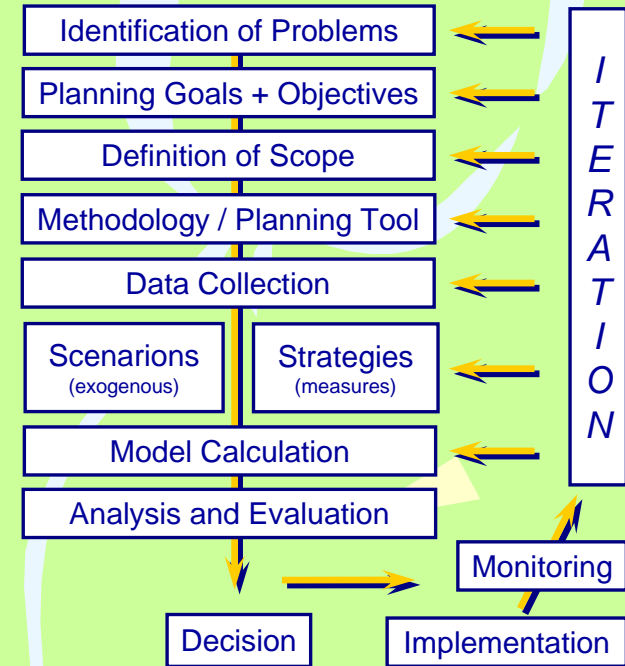 Identification of Problems
Planning Goals + Objectives
Definition of Scope
Methodology / Planning Tool
Data Collection
Scenarions
(exogenous)
Strategies
(measures)
Model Calculation
Analysis and Evaluation
Decision
Implementation
Monitoring
I
T
E
R
A
T
I
O
N